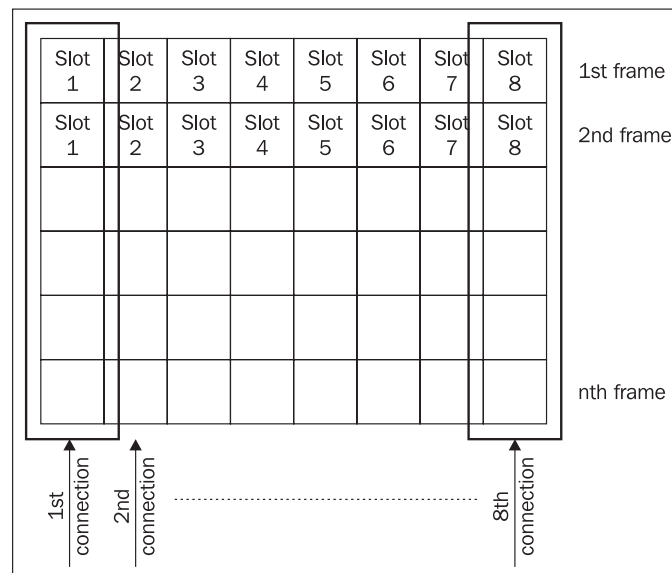 Slot 1 Slot 2 Slot 3 Slot 4 Slot 5 Slot 6 Slot 7 Slot 8 1st frame
Slot 1 Slot 2 Slot 3 Slot 4 Slot 5 Slot 6 Slot 7 Slot 8 2nd frame
nth frame
1st connection
2nd connection
8th connection